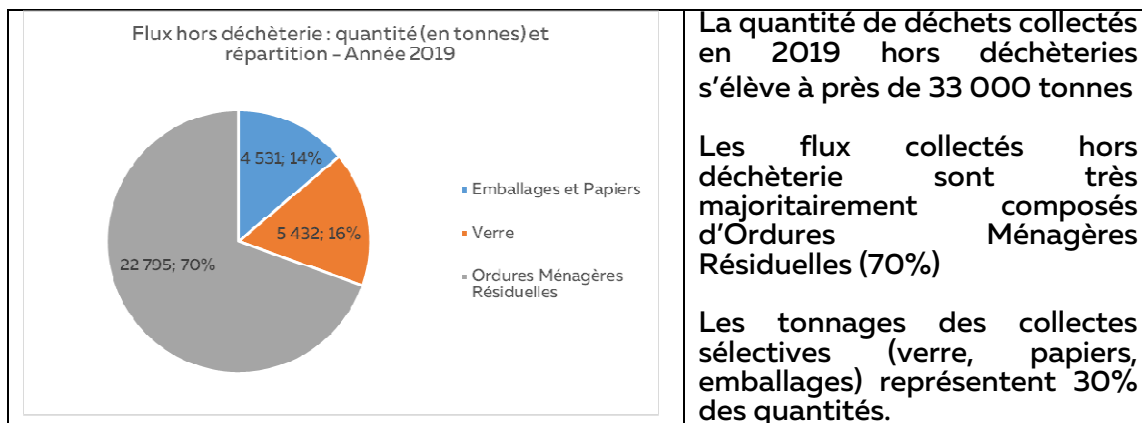 Flux hors déchèterie : quantité (en tonnes) et
répartition – Année 2019
4 531; 14%
5 432; 16%
22 795; 70%
Emballages et Papiers
Verre
Ordures Ménagères
Résiduelles
La quantité de déchets collectés
en 2019 hors déchèteries
s’élève à près de 33 000 tonnes
Les flux collectés hors
déchèterie sont très
majoritairement composés
d’Ordures Ménagères
Résiduelles (70%)
Les tonnages des collectes
sélectives (verre, papiers,
emballages) représentent 30%
des quantités.